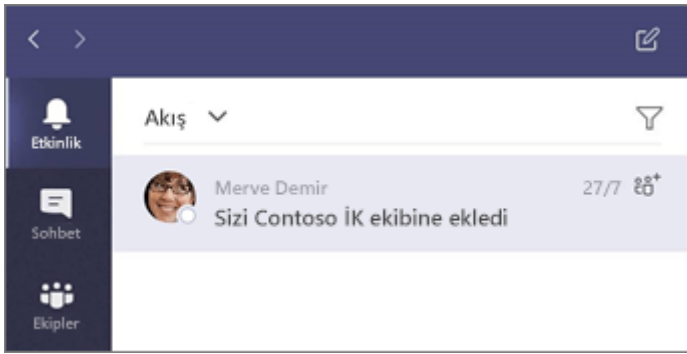 Etkinlik
Akış
Merve Demir 27/7
Sizi Contoso İK ekibine ekledi
Sohbet
Ekipler